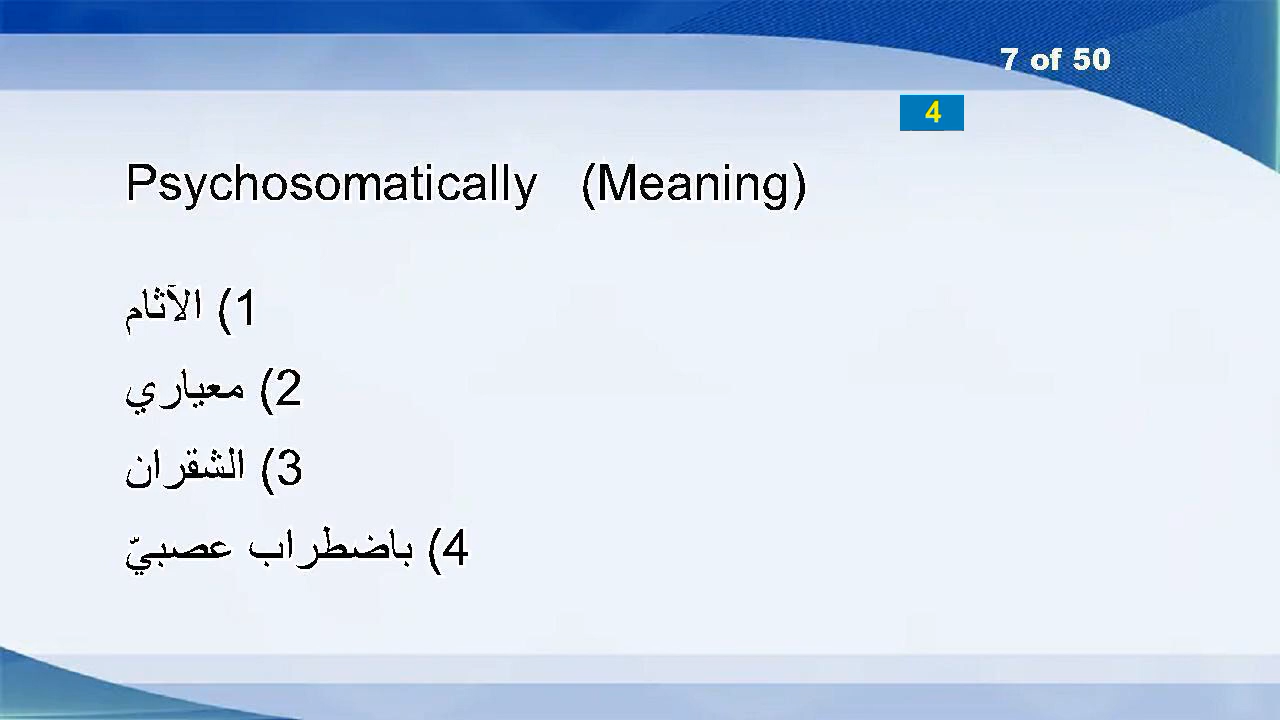 7 of 50
4
Psychosomatically (Meaning)
1) الآثام
2) معياري
3) الشقران
4) باضطراب عصبيّ